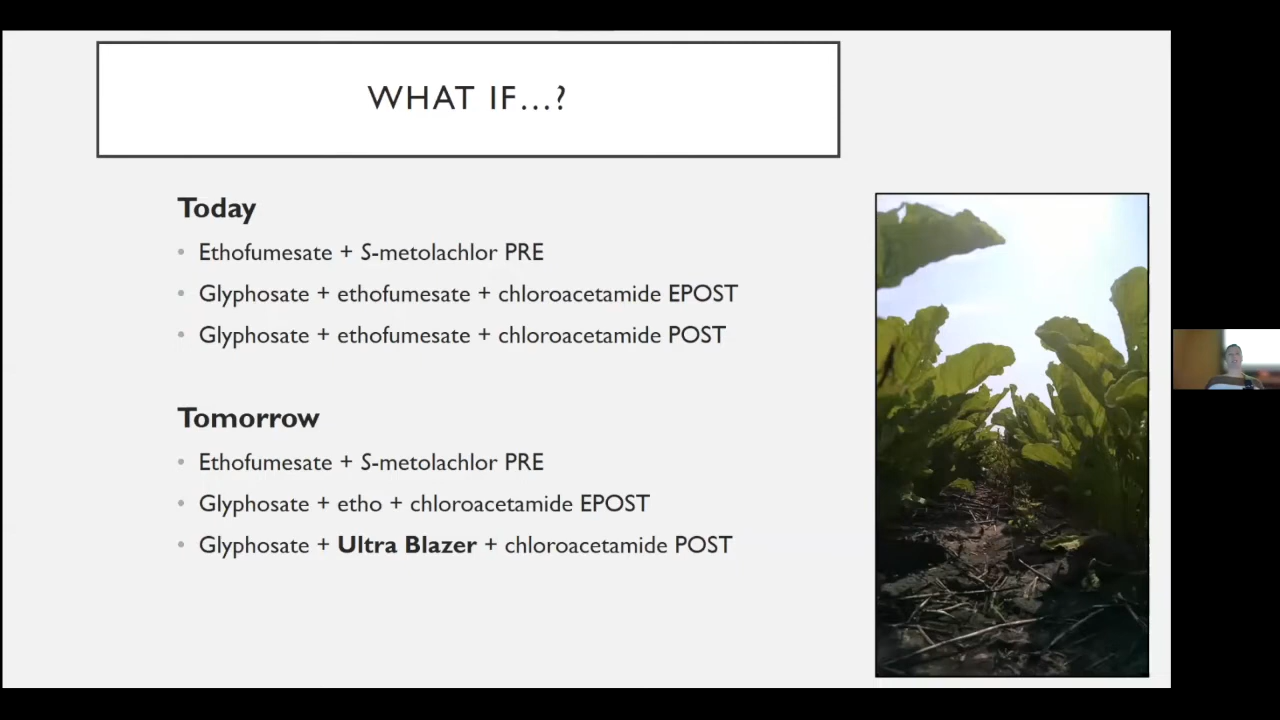 WHAT IF...?
Today
• Ethofumesate + S-metolachlor PRE
• Glyphosate + ethofumesate + chloroacetamide EPOST
• Glyphosate + ethofumesate + chloroacetamide POST
Tomorrow
• Ethofumesate + S-metolachlor PRE
• Glyphosate + etho + chloroacetamide EPOST
• Glyphosate + Ultra Blazer + chloroacetamide POST